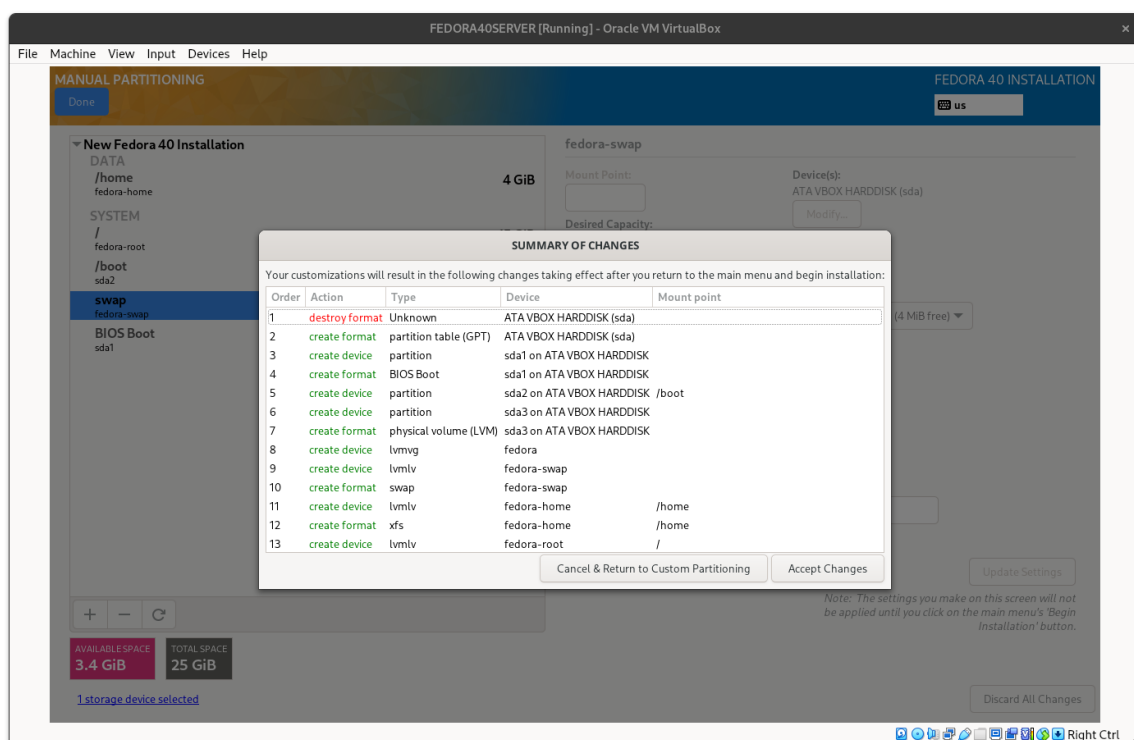 FEDORA40SERVER [Running] - Oracle VM VirtualBox
File Machine View Input Devices Help
MANUAL PARTITIONING
Done
FEDORA 40 INSTALLATION
us
New Fedora 40 Installation
DATA
/home
fedora-home
4 GiB
SYSTEM
/
fedora-root
/boot
sda2
swap
fedora-swap
BIOS Boot
sda1
fedora-swap
Mount Point:
Device(s):
ATA VBOX HARDDISK (sda)
Modify...
Desired Capacity:
(4 MiB free)
SUMMARY OF CHANGES
Your customizations will result in the following changes taking effect after you return to the main menu and begin installation:
Order Action Type Device Mount point
1 destroy format Unknown ATA VBOX HARDDISK (sda)
2 create format partition table (GPT) ATA VBOX HARDDISK (sda)
3 create device partition sda1 on ATA VBOX HARDDISK
4 create format BIOS Boot sda1 on ATA VBOX HARDDISK
5 create device partition sda2 on ATA VBOX HARDDISK /boot
6 create device partition sda3 on ATA VBOX HARDDISK
7 create format physical volume (LVM) sda3 on ATA VBOX HARDDISK
8 create device lvmvg fedora
9 create device lvmlv fedora-swap
10 create format swap fedora-swap
11 create device lvmlv fedora-home /home
12 create format xfs fedora-home /home
13 create device lvmlv fedora-root /
Cancel & Return to Custom Partitioning
Accept Changes
Update Settings
Note: The settings you make on this screen will not
be applied until you click on the main menu's 'Begin
Installation' button.
AVAILABLE SPACE
3.4 GiB
TOTAL SPACE
25 GiB
1 storage device selected
Discard All Changes
Right Ctrl